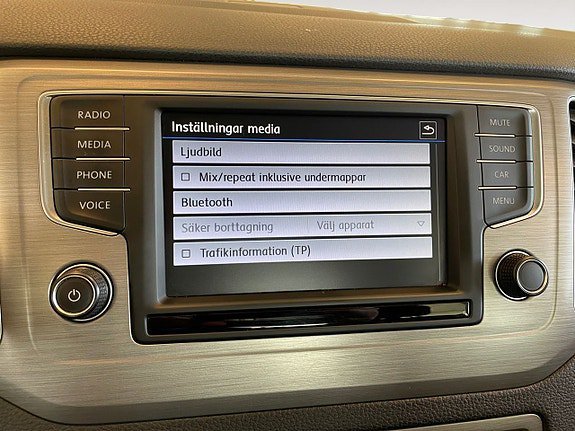 RADIO
MEDIA
PHONE
VOICE
Inställningar media
Ljudbild
Mix/repeat inklusive undermappar
Bluetooth
Säker borttagning Välj apparat
Trafikinformation (TP)
MUTE
SOUND
CAR
MENU